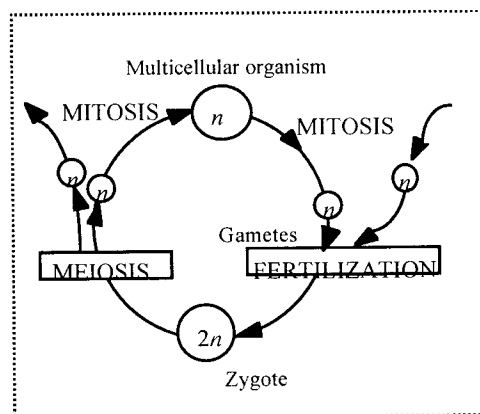 Multicellular organism
MITOSIS
n
MITOSIS
n
n
n
n
Gametes
MEIOSIS
FERTILIZATION
2n
Zygote